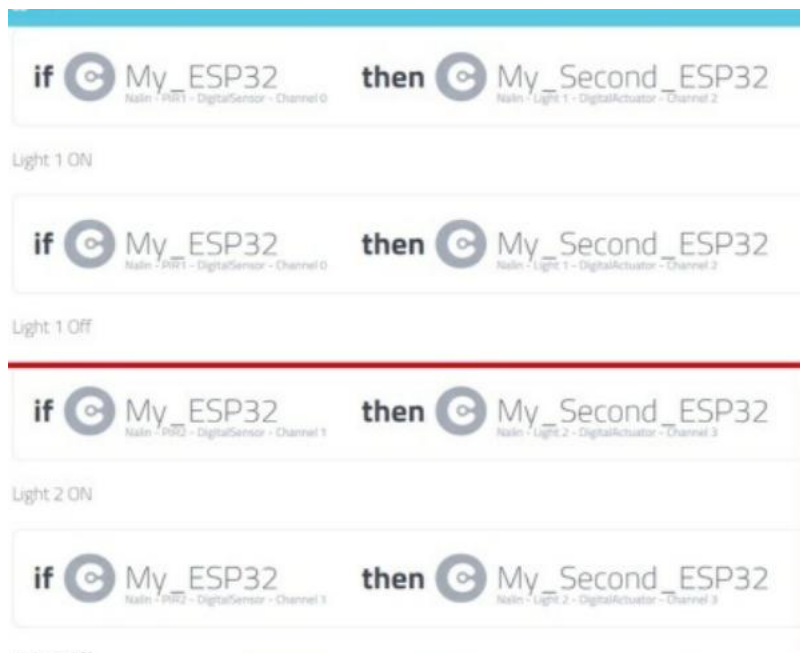 if My_ESP32 then My_Second_ESP32
Nalin - PIR1 - DigitalSensor - Channel 0 Nalin - Light 1 - DigitalActuator - Channel 2
Light 1 ON
if My_ESP32 then My_Second_ESP32
Nalin - PIR1 - DigitalSensor - Channel 0 Nalin - Light 1 - DigitalActuator - Channel 2
Light 1 Off
if My_ESP32 then My_Second_ESP32
Nalin - PIR2 - DigitalSensor - Channel 1 Nalin - Light 2 - DigitalActuator - Channel 3
Light 2 ON
if My_ESP32 then My_Second_ESP32
Nalin - PIR2 - DigitalSensor - Channel 1 Nalin - Light 2 - DigitalActuator - Channel 3